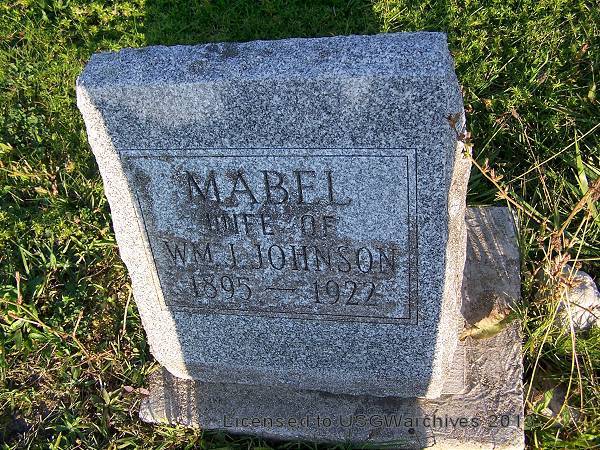 MABEL
WIFE OF
WM. J. JOHNSON
1895 — 1922
Licensed to USGWarchives